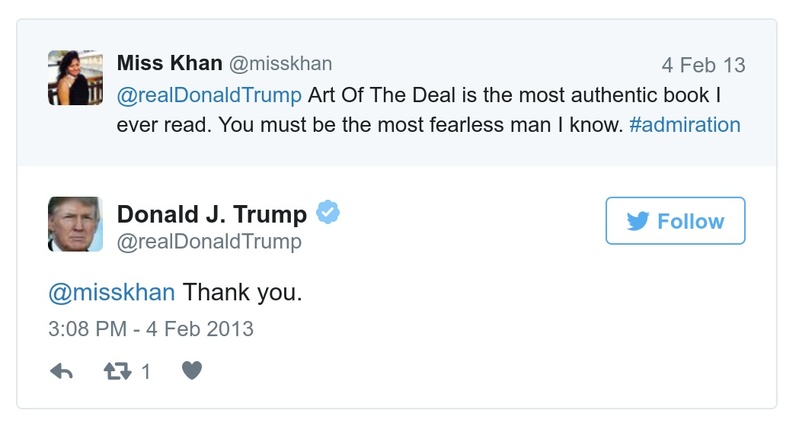 Miss Khan @misskhan 4 Feb 13
@realDonaldTrump Art Of The Deal is the most authentic book I
ever read. You must be the most fearless man I know. #admiration
Donald J. Trump
@realDonaldTrump
Follow
@misskhan Thank you.
3:08 PM - 4 Feb 2013
1